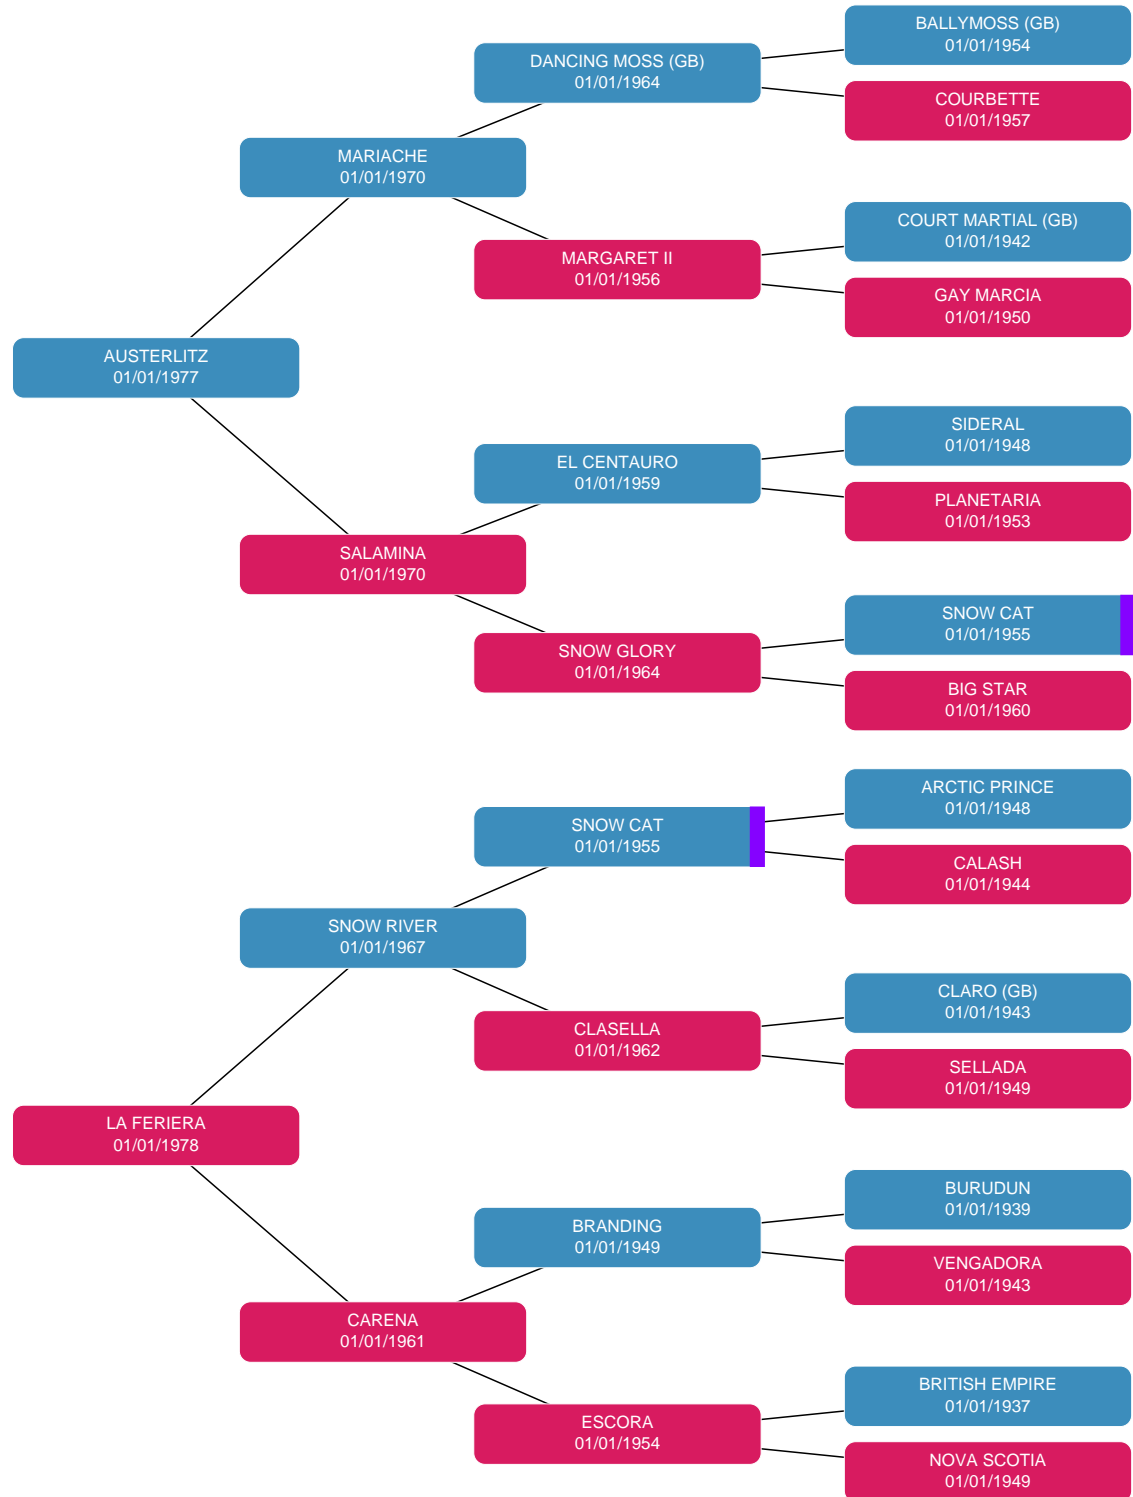 BALLYMOSS (GB)
01/01/1954
DANCING MOSS (GB)
01/01/1964
COURBETTE
01/01/1957
MARIACHE
01/01/1970
COURT MARTIAL (GB)
01/01/1942
MARGARET II
01/01/1956
GAY MARCIA
01/01/1950
AUSTERLITZ
01/01/1977
SIDERAL
01/01/1948
EL CENTAURO
01/01/1959
PLANETARIA
01/01/1953
SALAMINA
01/01/1970
SNOW CAT
01/01/1955
SNOW GLORY
01/01/1964
BIG STAR
01/01/1960
ARCTIC PRINCE
01/01/1948
SNOW CAT
01/01/1955
CALASH
01/01/1944
SNOW RIVER
01/01/1967
CLARO (GB)
01/01/1943
CLASELLA
01/01/1962
SELLADA
01/01/1949
LA FERIERA
01/01/1978
BURUDUN
01/01/1939
BRANDING
01/01/1949
VENGADORA
01/01/1943
CARENA
01/01/1961
BRITISH EMPIRE
01/01/1937
ESCORA
01/01/1954
NOVA SCOTIA
01/01/1949